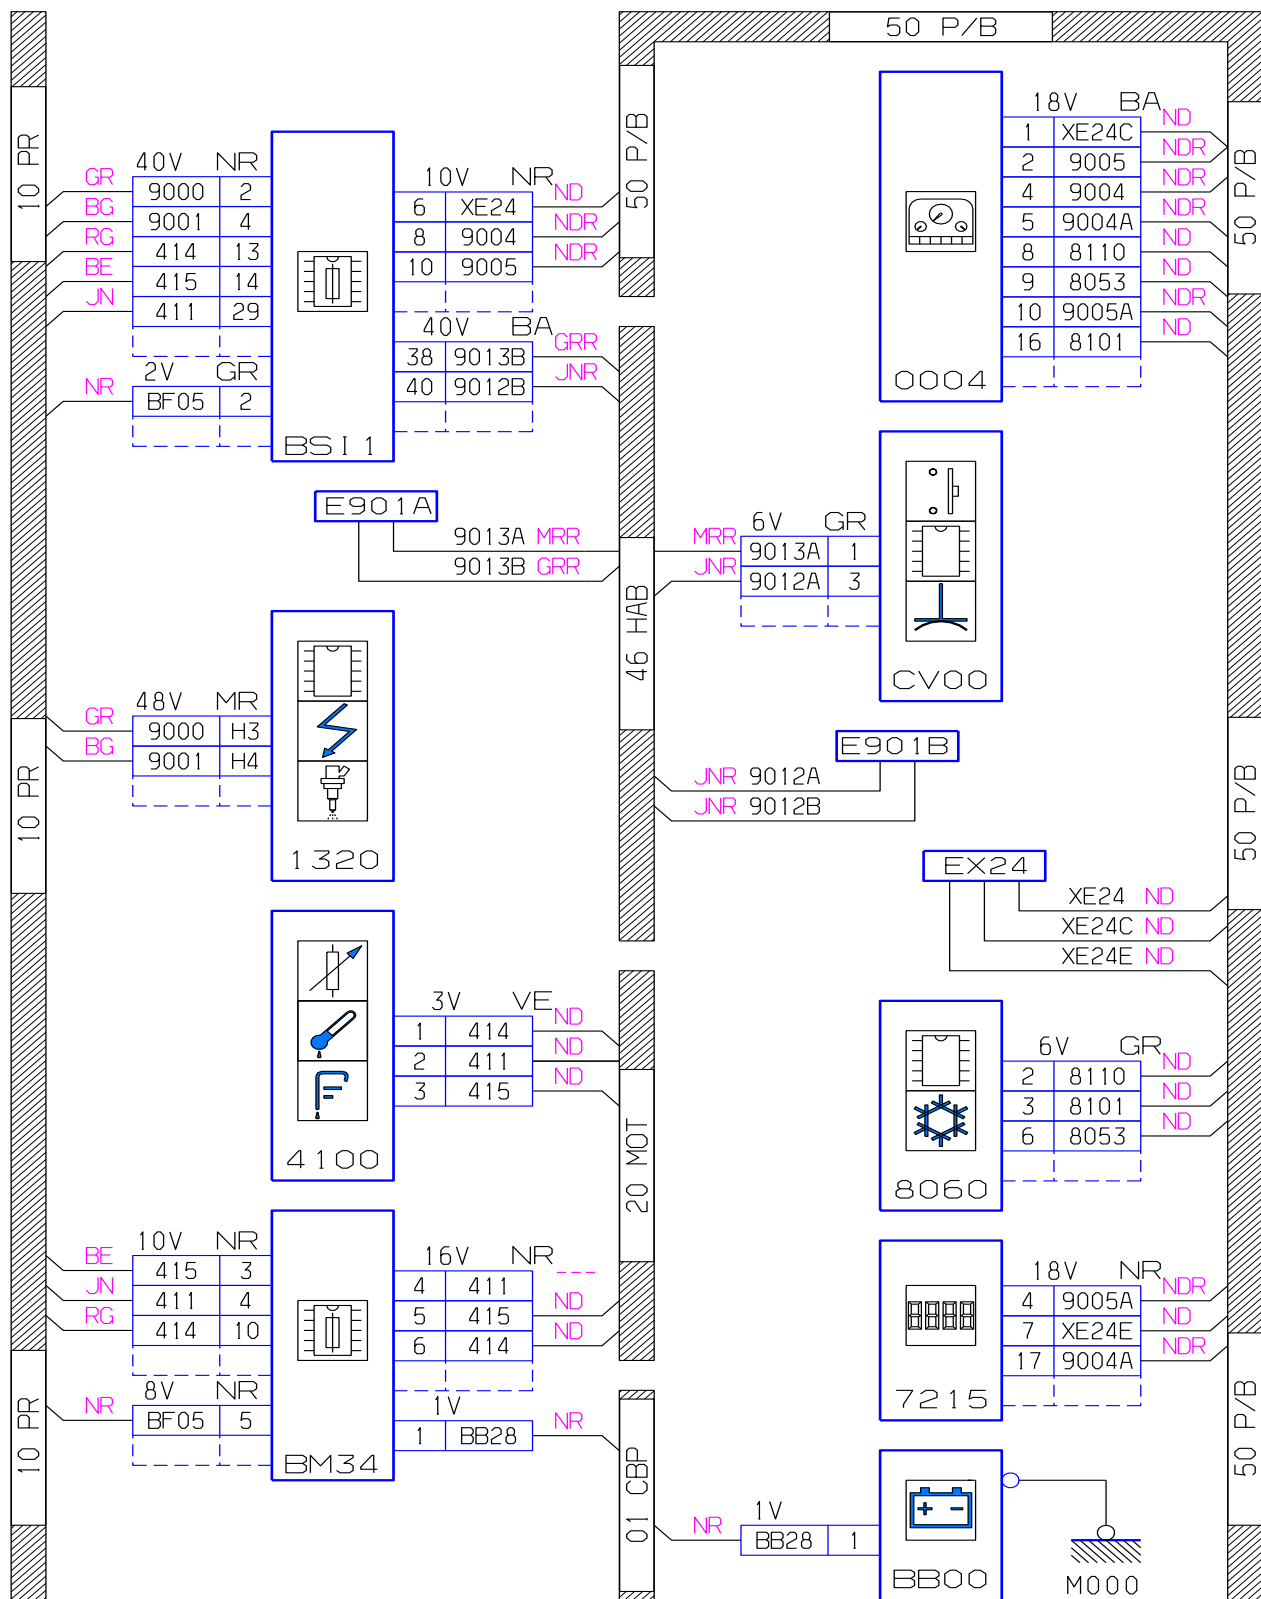 50 P/B
10 PR
50 P/B
50 P/B
40V NR
GR 9000 2
BG 9001 4
RG 414 13
BE 415 14
JN 411 29
2V GR
NR BF05 2
BSI1
10V NR
6 XE24 ND
8 9004 NDR
10 9005 NDR
40V BA
38 9013B GRR
40 9012B JNR
18V BA
1 XE24C ND
2 9005 NDR
4 9004 NDR
5 9004A NDR
8 8110 ND
9 8053 ND
10 9005A NDR
16 8101 ND
0004
E901A
9013A MRR
9013B GRR
46 HAB
6V GR
MRR 9013A 1
JNR 9012A 3
CV00
10 PR
48V MR
GR 9000 H3
BG 9001 H4
1320
E901B
JNR 9012A
JNR 9012B
50 P/B
EX24
XE24 ND
XE24C ND
XE24E ND
3V VE
1 414 ND
2 411 ND
3 415 ND
4100
20 MOT
6V GR
2 8110 ND
3 8101 ND
6 8053 ND
8060
10V NR
BE 415 3
JN 411 4
RG 414 10
8V NR
NR BF05 5
BM34
10 PR
16V NR
4 411 ---
5 415 ND
6 414 ND
1V
1 BB28 NR
18V NR
4 9005A NDR
7 XE24E ND
17 9004A NDR
7215
50 P/B
01 CBP
1V
NR BB28 1
+ -
BB00
M000